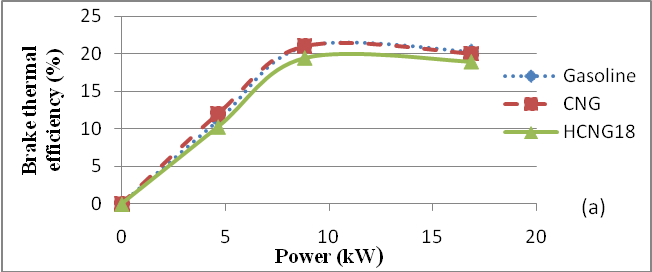 Brake thermal
efficiency (%)
25
20
15
10
5
0
0 5 10 15 20
Power (kW)
Gasoline
CNG
HCNG18
(a)